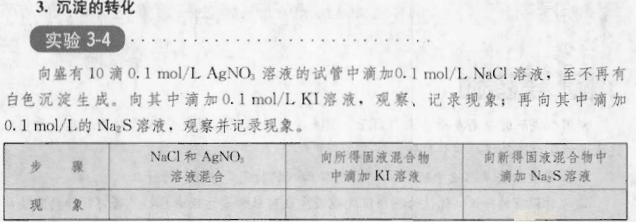 3. 沉淀的转化
实验 3-4
向盛有 10 滴 0.1 mol/L AgNO₃ 溶液的试管中滴加0.1 mol/L NaCl 溶液，至不再有
白色沉淀生成。向其中滴加 0.1 mol/L KI 溶液，观察、记录现象；再向其中滴加
0.1 mol/L的 Na₂S 溶液，观察并记录现象。
步 骤 NaCl 和 AgNO₃ 溶液混合 向所得固液混合物中滴加 KI 溶液 向新得固液混合物中滴加 Na₂S 溶液
现 象